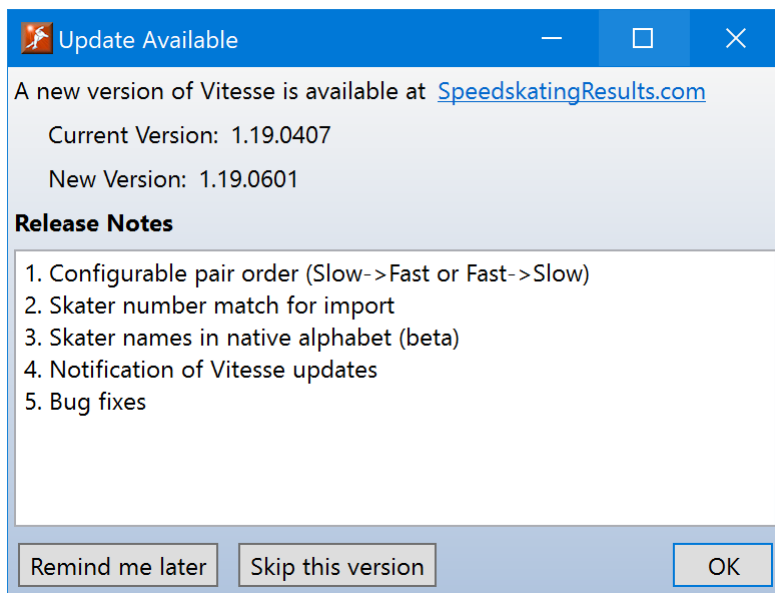 Update Available
A new version of Vitesse is available at SpeedskatingResults.com
Current Version: 1.19.0407
New Version: 1.19.0601
Release Notes
1. Configurable pair order (Slow->Fast or Fast->Slow)
2. Skater number match for import
3. Skater names in native alphabet (beta)
4. Notification of Vitesse updates
5. Bug fixes
Remind me later Skip this version OK